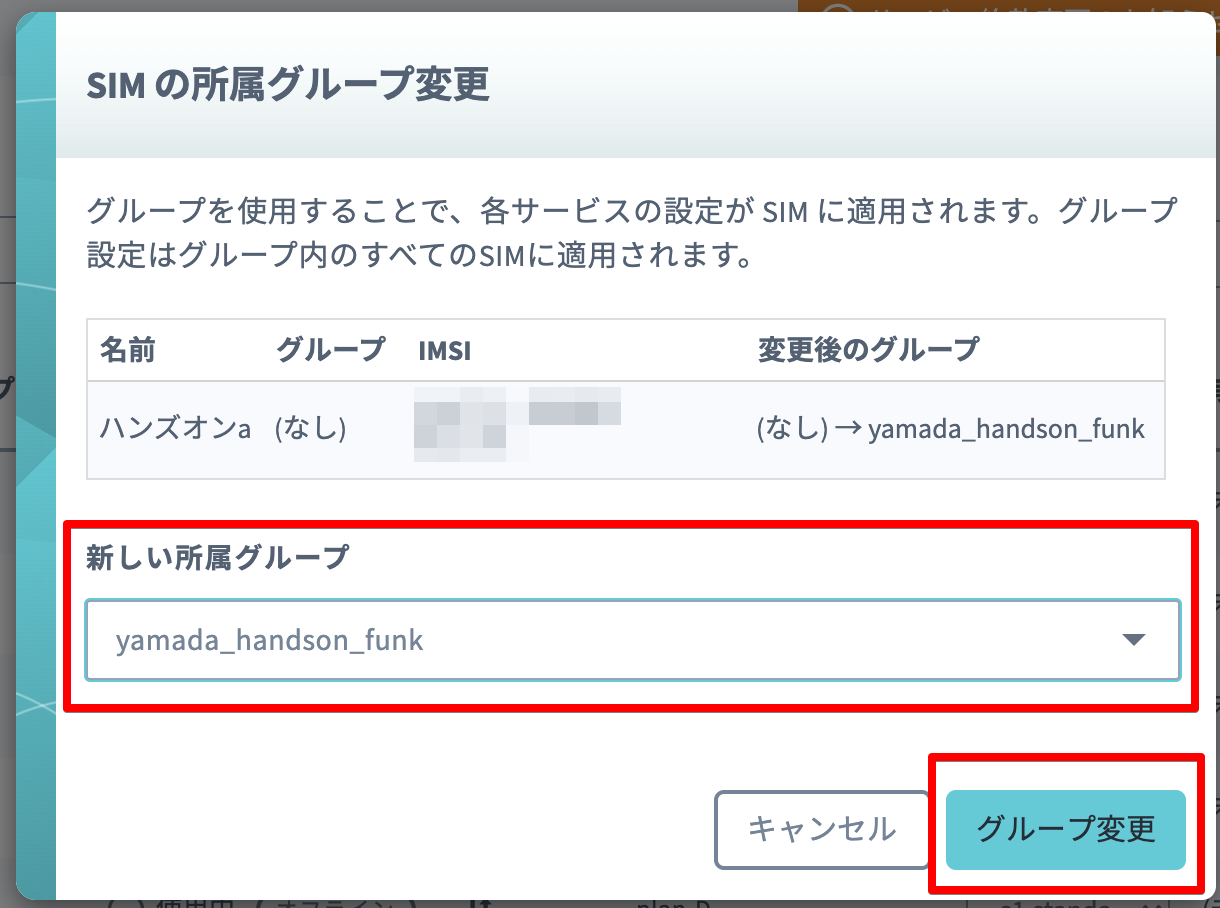 SIM の所属グループ変更
グループを使用することで、各サービスの設定が SIM に適用されます。グループ
設定はグループ内のすべてのSIMに適用されます。
名前 グループ IMSI 変更後のグループ
ハンズオンa (なし) (なし) → yamada_handson_funk
新しい所属グループ
yamada_handson_funk
キャンセル グループ変更